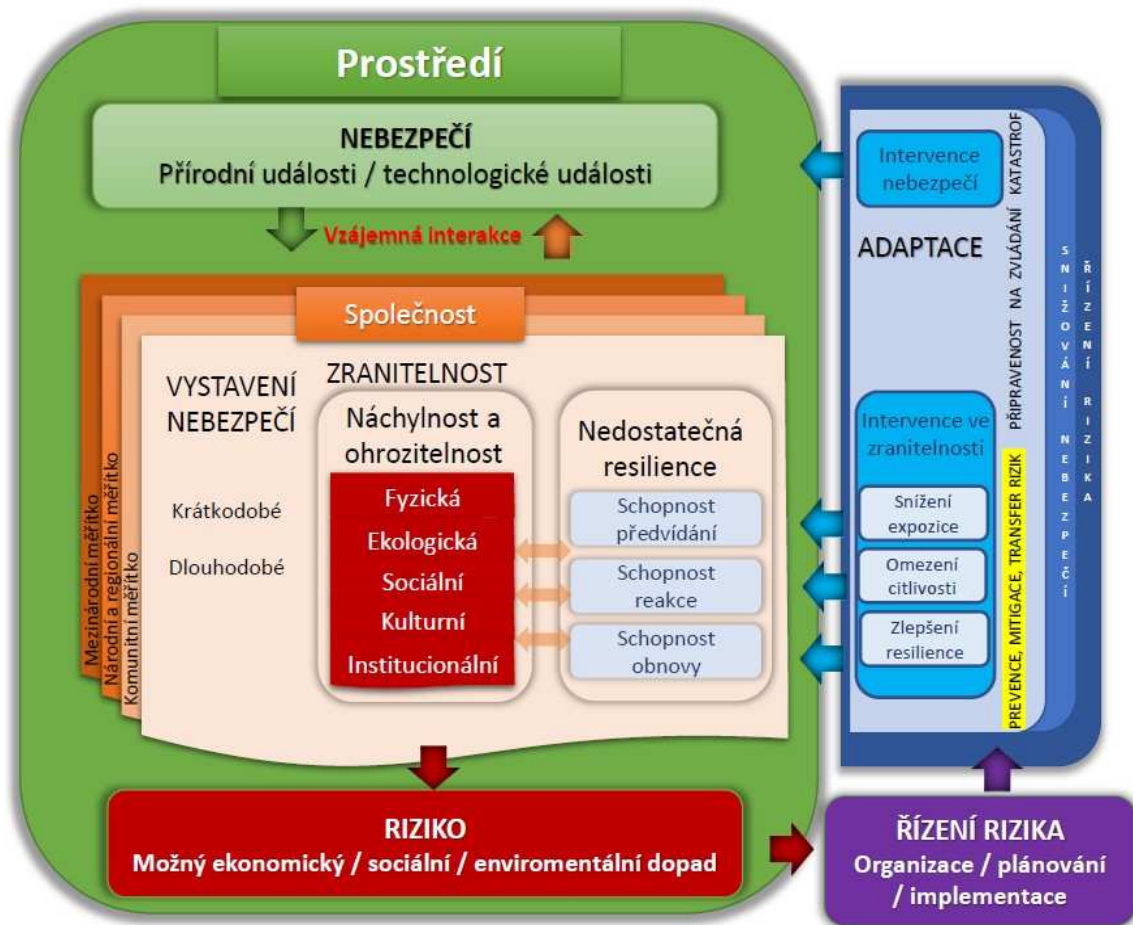 Prostředí
NEBEZPEČÍ
Přírodní události / technologické události
Vzájemná interakce
Společnost
Mezinárodní měřítko
Národní a regionální měřítko
Komunitní měřítko
VYSTAVENÍ
NEBEZPEČÍ
Krátkodobé
Dlouhodobé
ZRANITELNOST
Náchylnost a
ohrozitelnost
Fyzická
Ekologická
Sociální
Kulturní
Institucionální
Nedostatečná
resilience
Schopnost
předvídání
Schopnost
reakce
Schopnost
obnovy
RIZIKO
Možný ekonomický / sociální / enviromentální dopad
Intervence
nebezpečí
ADAPTACE
Intervence ve
zranitelnosti
Snížení
expozice
Omezení
citlivosti
Zlepšení
resilience
PREVENCE, MITIGACE, TRANSFER RIZIK
PŘIPRAVENOST NA ZVLÁDÁNÍ KATASTROF
SNIŽOVÁNÍ NEBEZPEČÍ
ŘÍZENÍ RIZIKA
ŘÍZENÍ RIZIKA
Organizace / plánování
/ implementace